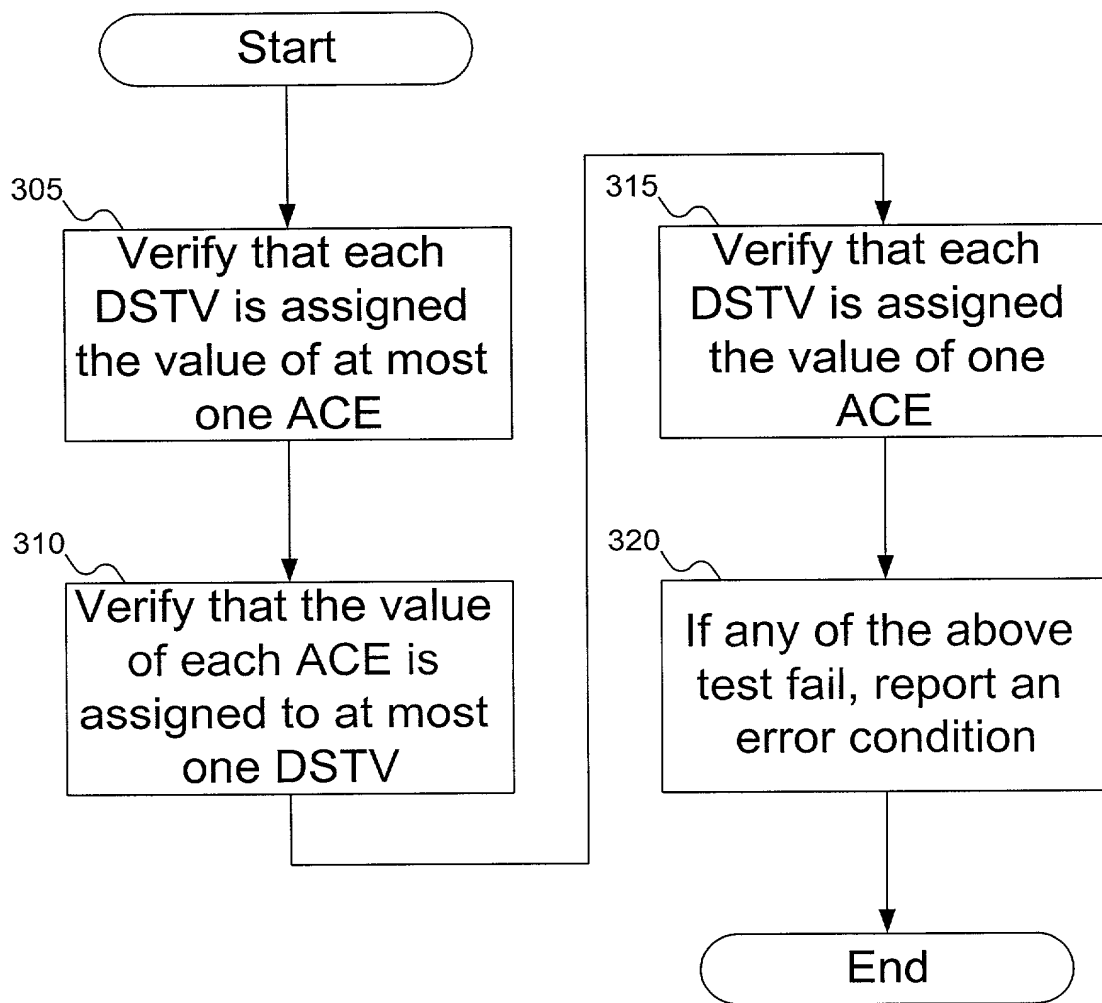 Start
305
Verify that each
DSTV is assigned
the value of at most
one ACE
310
Verify that the value
of each ACE is
assigned to at most
one DSTV
315
Verify that each
DSTV is assigned
the value of one
ACE
320
If any of the above
test fail, report an
error condition
End